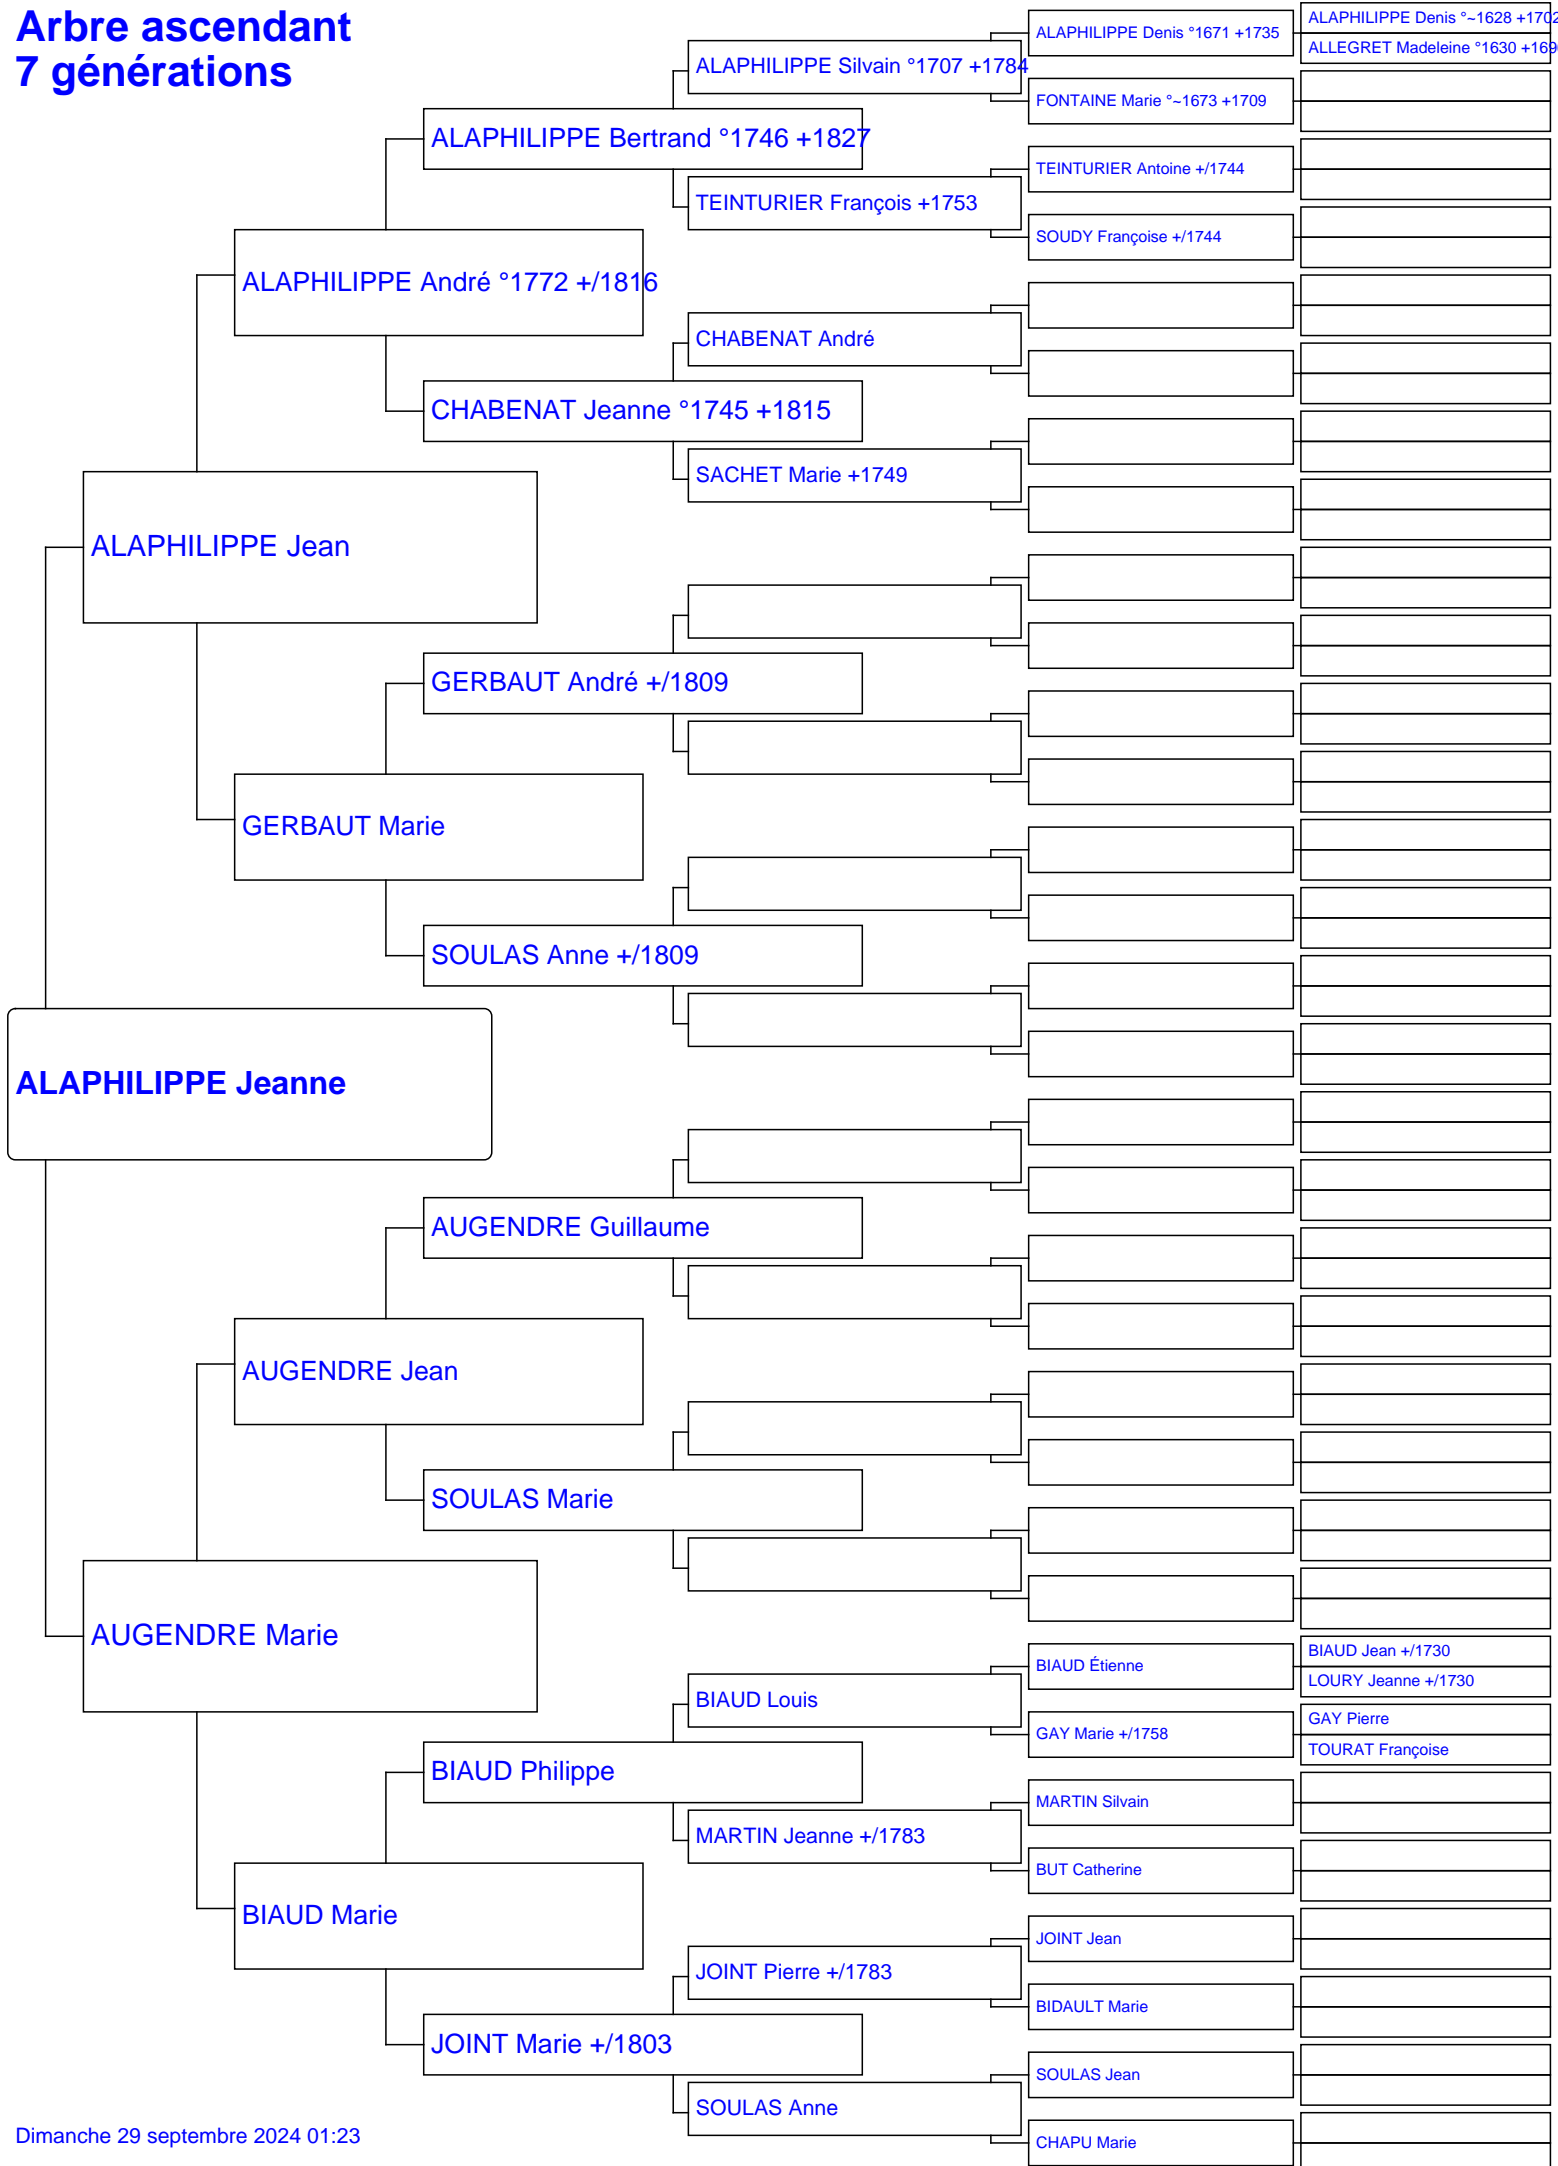 Arbre ascendant
7 générations
ALAPHILIPPE Denis °~1628 +1702
ALAPHILIPPE Denis °1671 +1735
ALLEGRET Madeleine °1630 +169
ALAPHILIPPE Silvain °1707 +1784
FONTAINE Marie °~1673 +1709
ALAPHILIPPE Bertrand °1746 +1827
TEINTURIER Antoine +/1744
TEINTURIER François +1753
SOUDY Françoise +/1744
ALAPHILIPPE André °1772 +/1816
CHABENAT André
CHABENAT Jeanne °1745 +1815
SACHET Marie +1749
ALAPHILIPPE Jean
GERBAUT André +/1809
GERBAUT Marie
SOULAS Anne +/1809
ALAPHILIPPE Jeanne
AUGENDRE Guillaume
AUGENDRE Jean
SOULAS Marie
AUGENDRE Marie
BIAUD Jean +/1730
BIAUD Étienne
LOURY Jeanne +/1730
BIAUD Louis
GAY Pierre
GAY Marie +/1758
TOURAT Françoise
BIAUD Philippe
MARTIN Silvain
MARTIN Jeanne +/1783
BUT Catherine
BIAUD Marie
JOINT Jean
JOINT Pierre +/1783
BIDAULT Marie
JOINT Marie +/1803
SOULAS Jean
SOULAS Anne
CHAPU Marie
Dimanche 29 septembre 2024 01:23